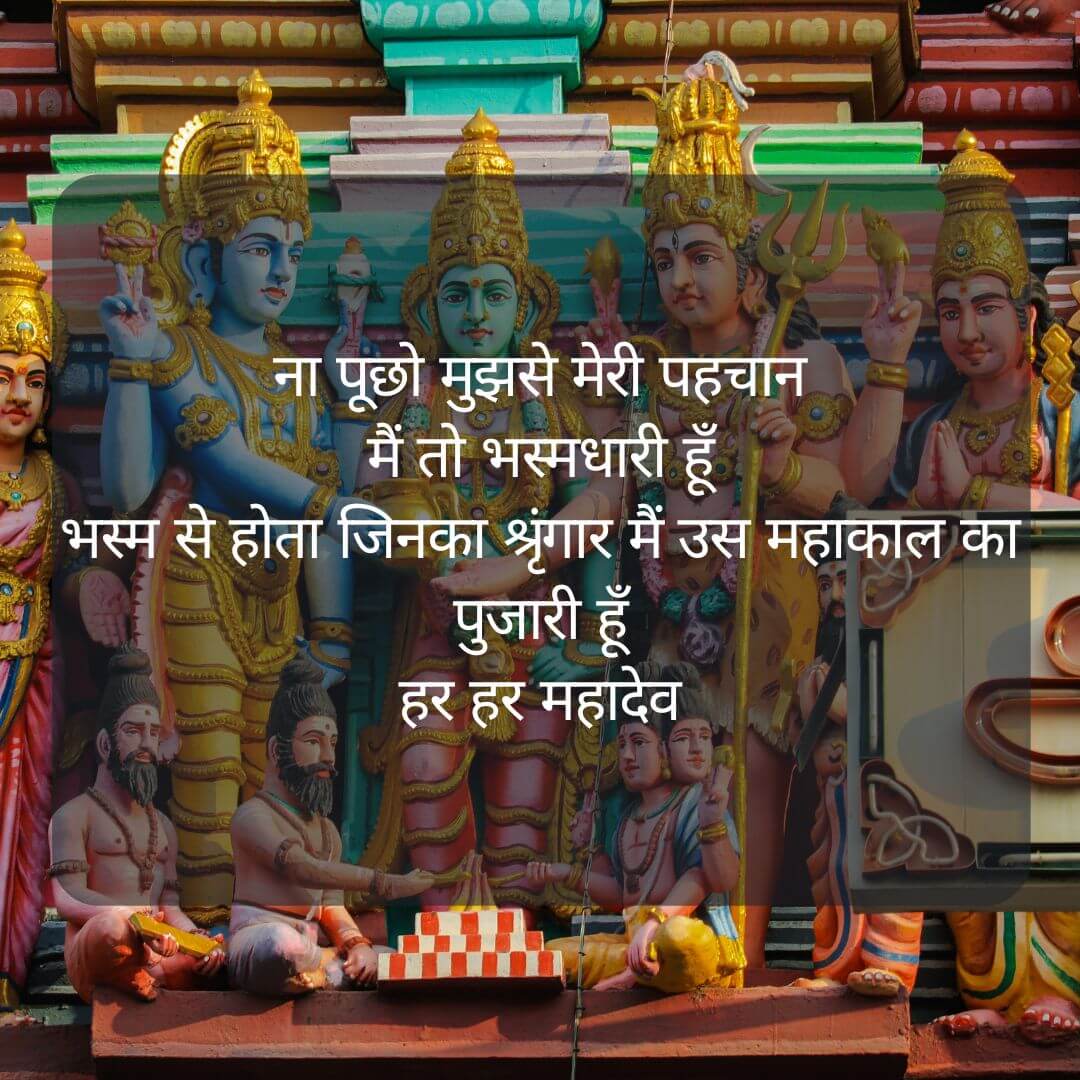 ना पूछो मुझसे मेरी पहचान
मैं तो भस्मधारी हूँ
भस्म से होता जिनका श्रृंगार मैं उस महाकाल का
पुजारी हूँ
हर हर महादेव